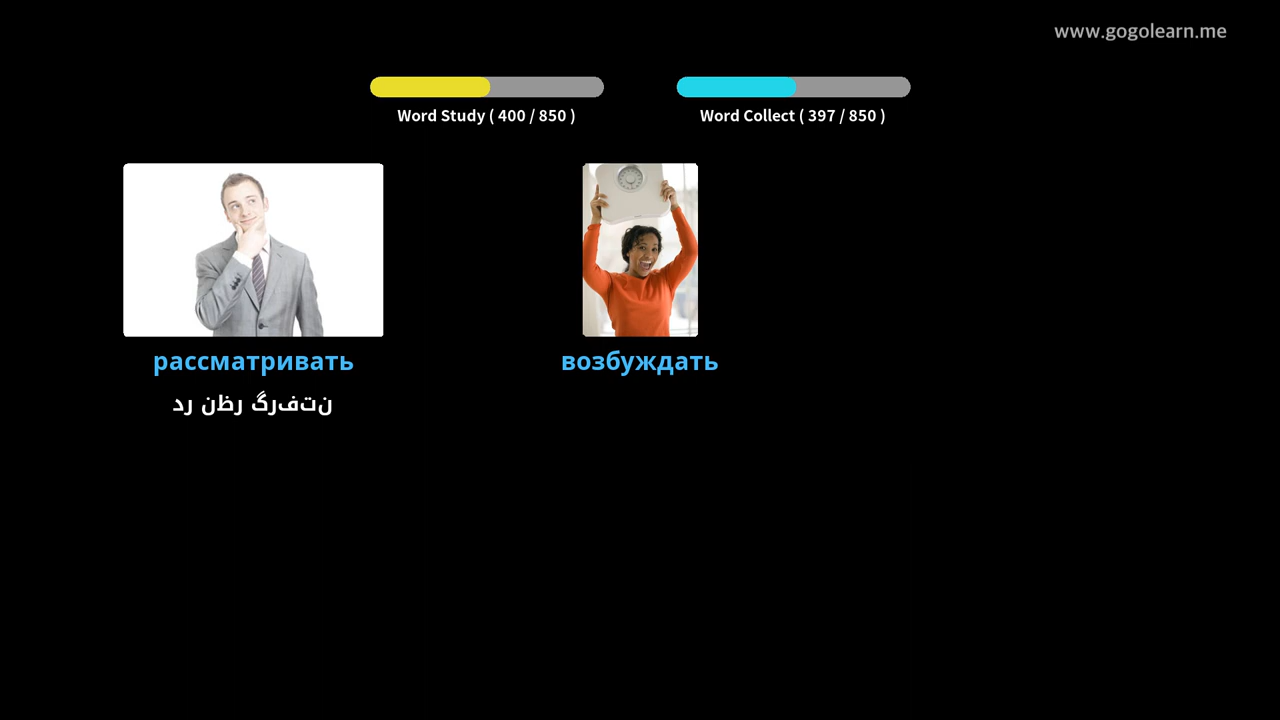 www.gogolearn.me
Word Study ( 400 / 850 )
Word Collect ( 397 / 850 )
рассматривать
возбуждать
نتفرگ رظن رد